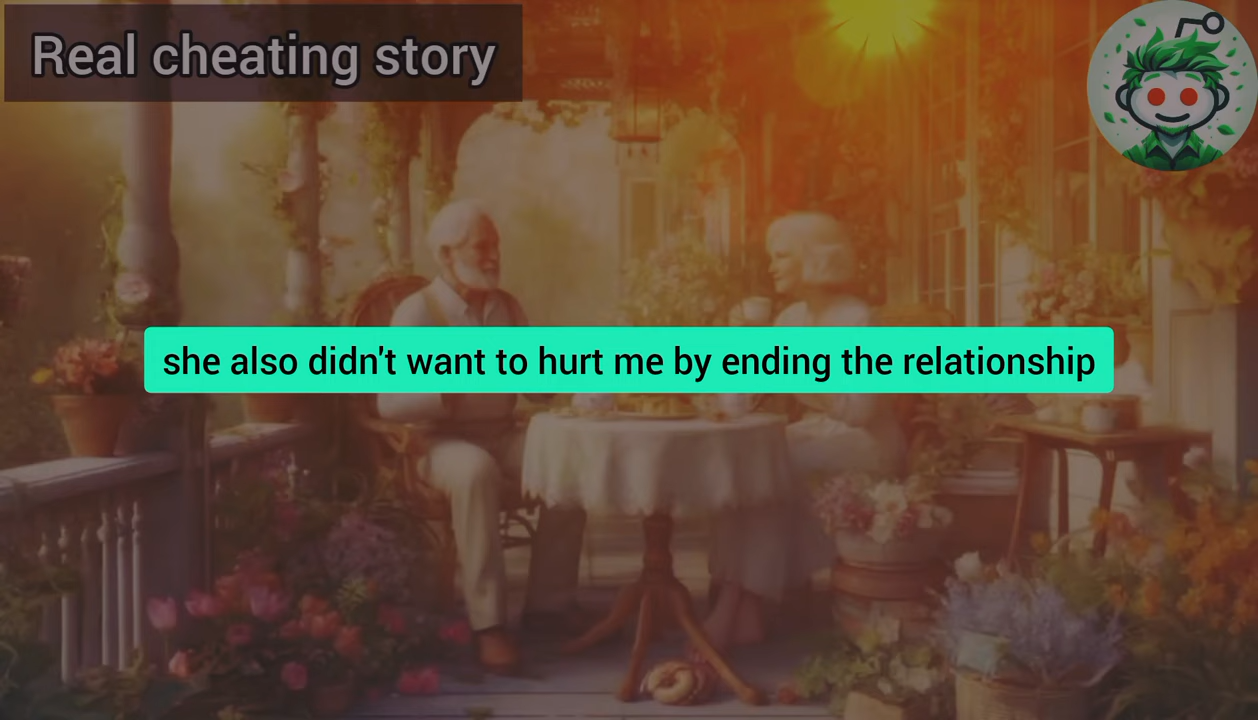 Real cheating story
she also didn't want to hurt me by ending the relationship